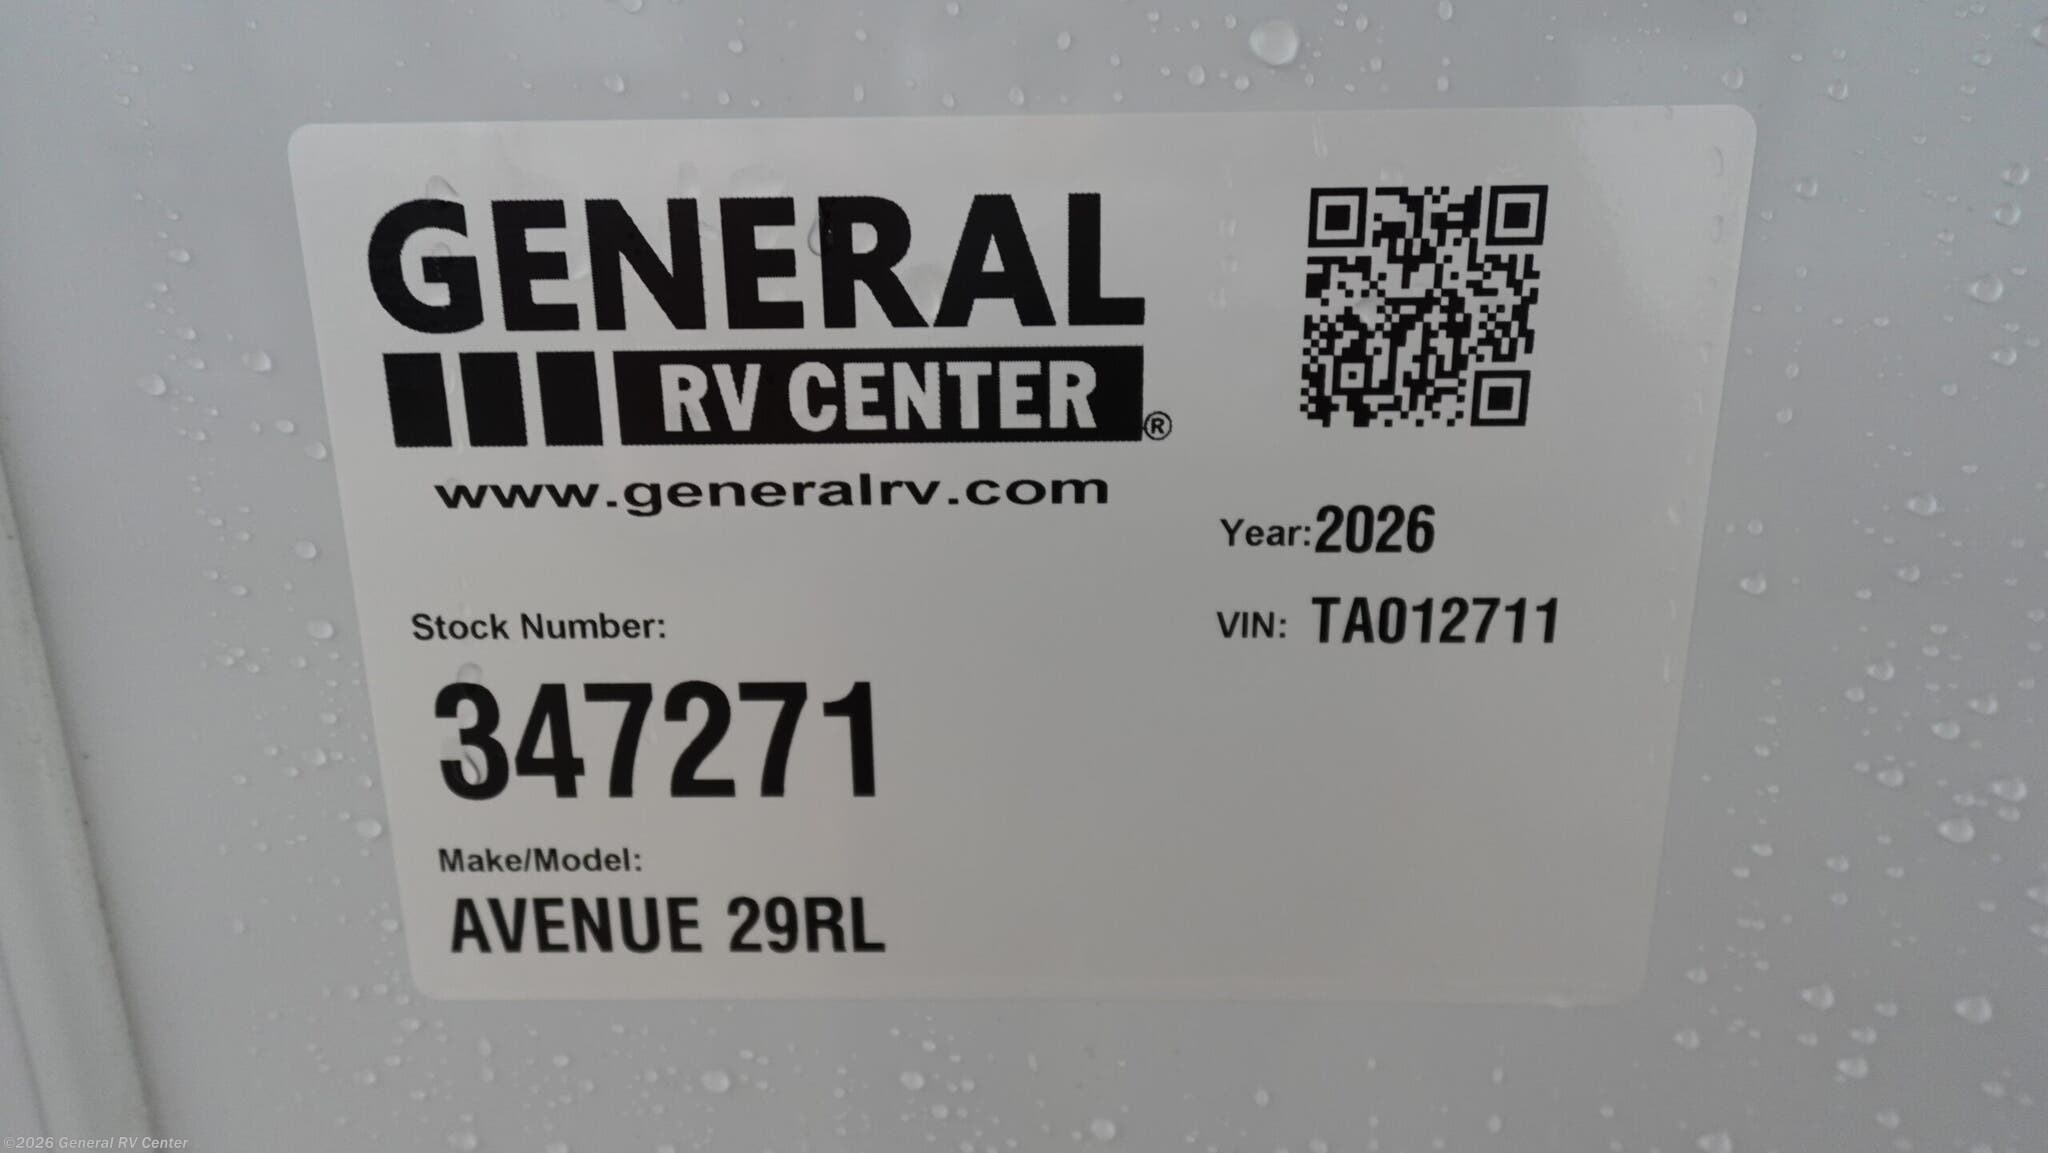 GENERAL
RV CENTER®
www.generalrv.com
Year: 2026
VIN: TA012711
Stock Number:
347271
Make/Model:
AVENUE 29RL
©2026 General RV Center